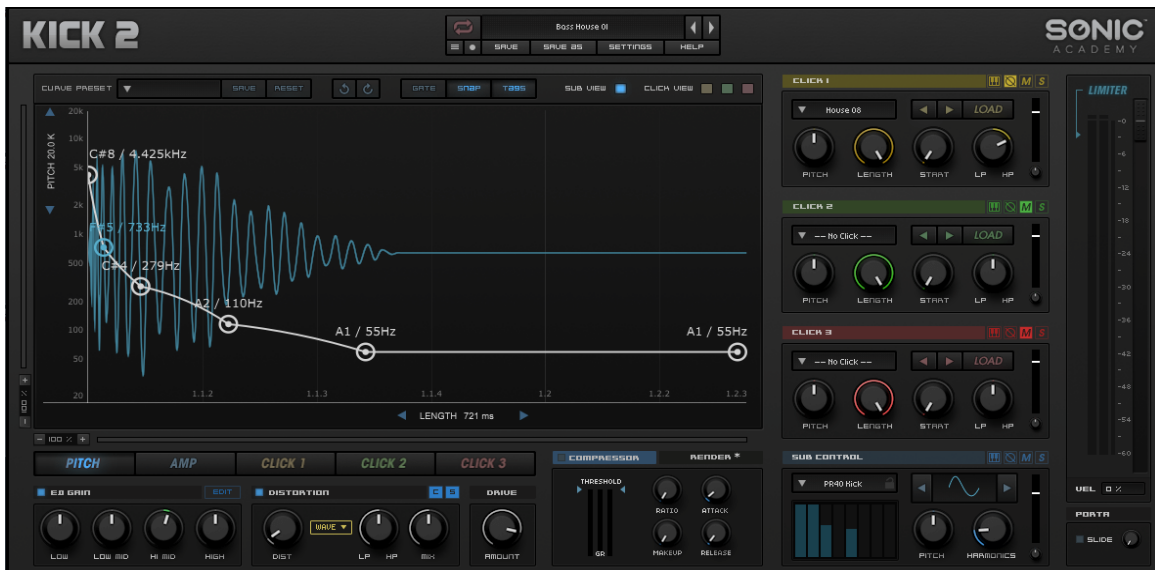 KICK 2
Bass House 01
SAVE SAVE AS SETTINGS HELP
SONIC
ACADEMY
CURVE PRESET SAVE RESET GATE SNAP TAGS SUB VIEW CLICK VIEW
PITCH 20.0 K
20k
10k
5k
2k
1k
500
200
100
50
20
C#8 / 4.425kHz
F#5 / 733Hz
C#4 / 279Hz
A2 / 110Hz
A1 / 55Hz
A1 / 55Hz
1.1.2 1.1.3 1.1.4 1.2 1.2.2 1.2.3
LENGTH 721 ms
100 %
- 100 % +
PITCH AMP CLICK 1 CLICK 2 CLICK 3
EQ GAIN EDIT
LOW LOW MID HI MID HIGH
DISTORTION C S DRIVE
WAVE
DIST LP HP MIX AMOUNT
COMPRESSOR RENDER *
THRESHOLD
GR
RATIO ATTACK
MAKEUP RELEASE
CLICK 1 M S
House 08 LOAD
PITCH LENGTH START LP HP
CLICK 2 M S
-- No Click -- LOAD
PITCH LENGTH START LP HP
CLICK 3 M S
-- No Click -- LOAD
PITCH LENGTH START LP HP
SUB CONTROL M S
PR40 Kick
PITCH HARMONICS
LIMITER
-0
-6
-12
-18
-24
-30
-36
-42
-48
-54
-60
VEL 0 %
PORTA
SLIDE